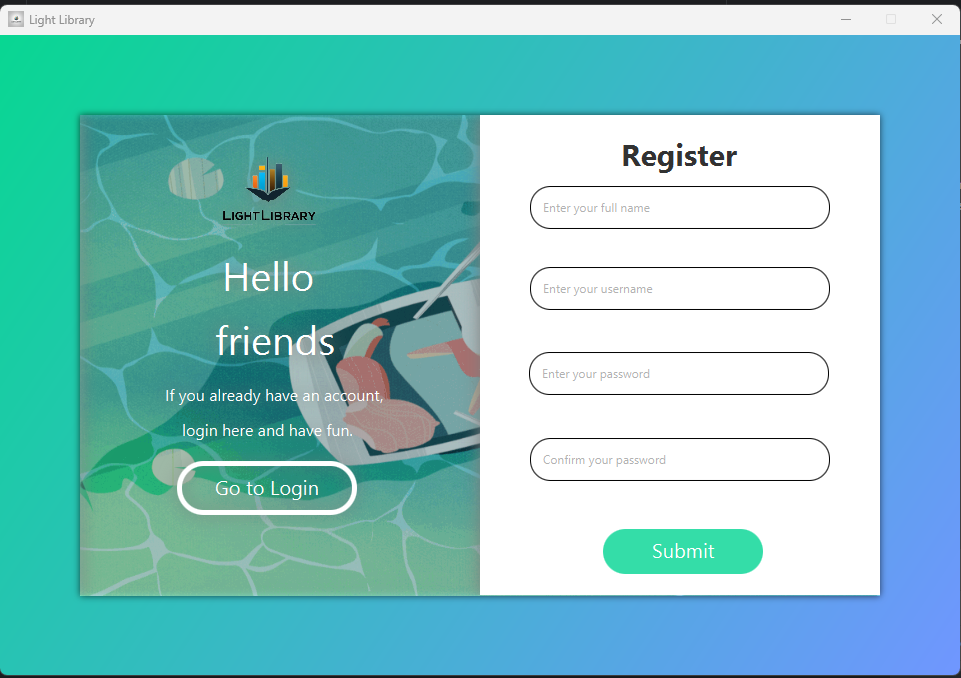 Light Library
LIGHTLIBRARY
Hello
friends
If you already have an account,
login here and have fun.
Go to Login
Register
Enter your full name
Enter your username
Enter your password
Confirm your password
Submit